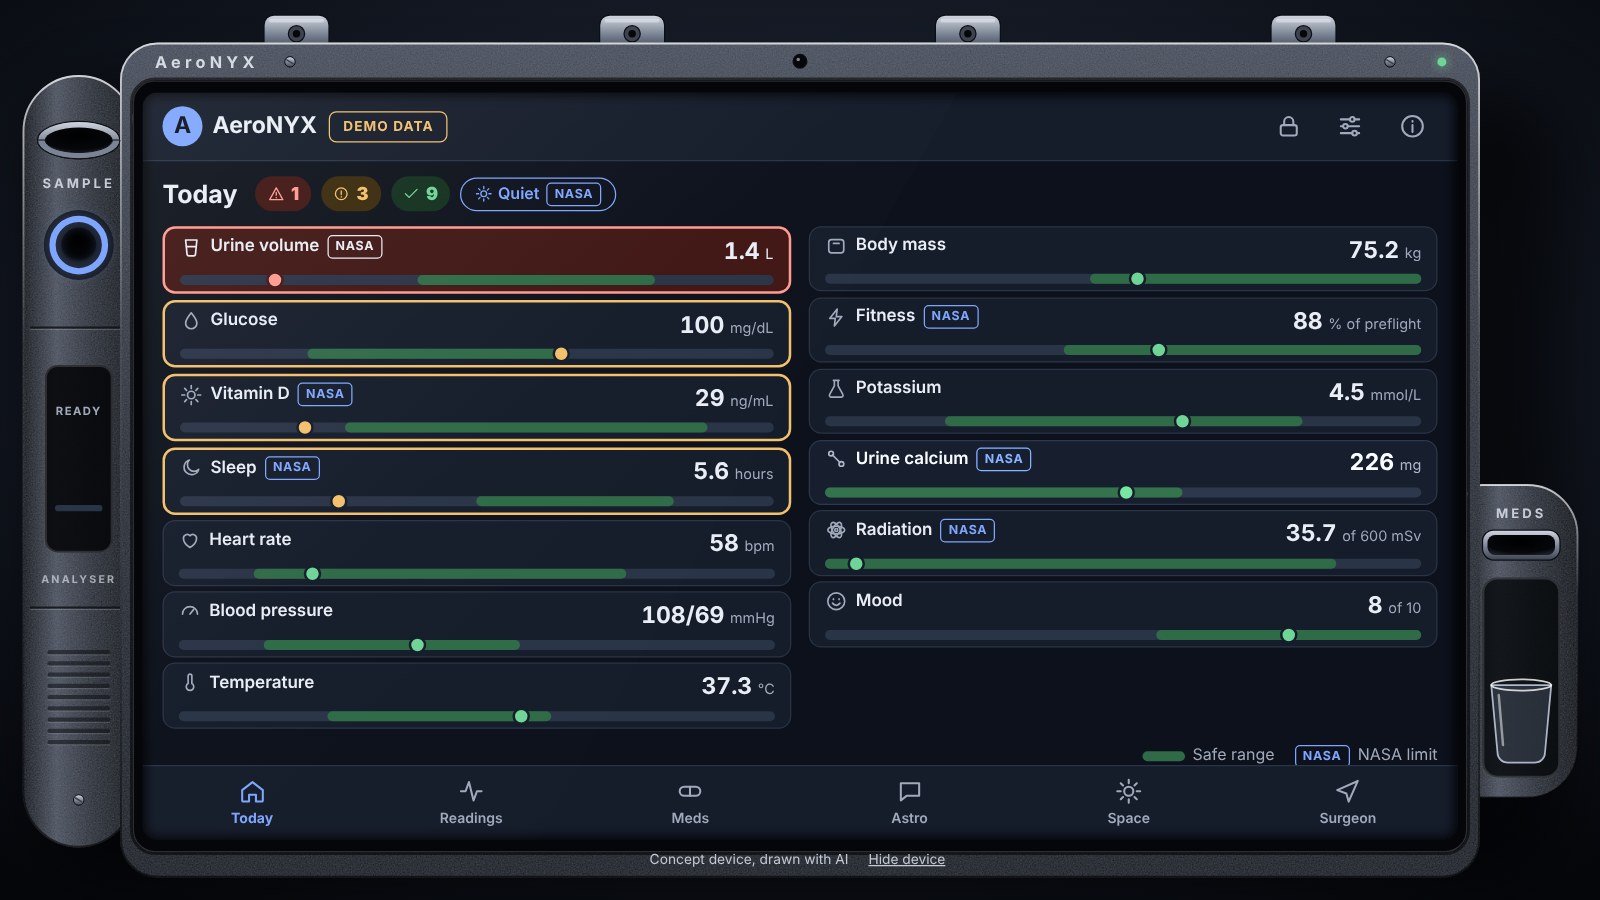 AeroNYX
SAMPLE
READY
ANALYSER
A AeroNYX DEMO DATA
Today 1 3 9 Quiet NASA
Urine volume NASA 1.4 L
Glucose 100 mg/dL
Vitamin D NASA 29 ng/mL
Sleep NASA 5.6 hours
Heart rate 58 bpm
Blood pressure 108/69 mmHg
Temperature 37.3 °C
Body mass 75.2 kg
Fitness NASA 88 % of preflight
Potassium 4.5 mmol/L
Urine calcium NASA 226 mg
Radiation NASA 35.7 of 600 mSv
Mood 8 of 10
Safe range NASA NASA limit
Today Readings Meds Astro Space Surgeon
MEDS
Concept device, drawn with AI Hide device